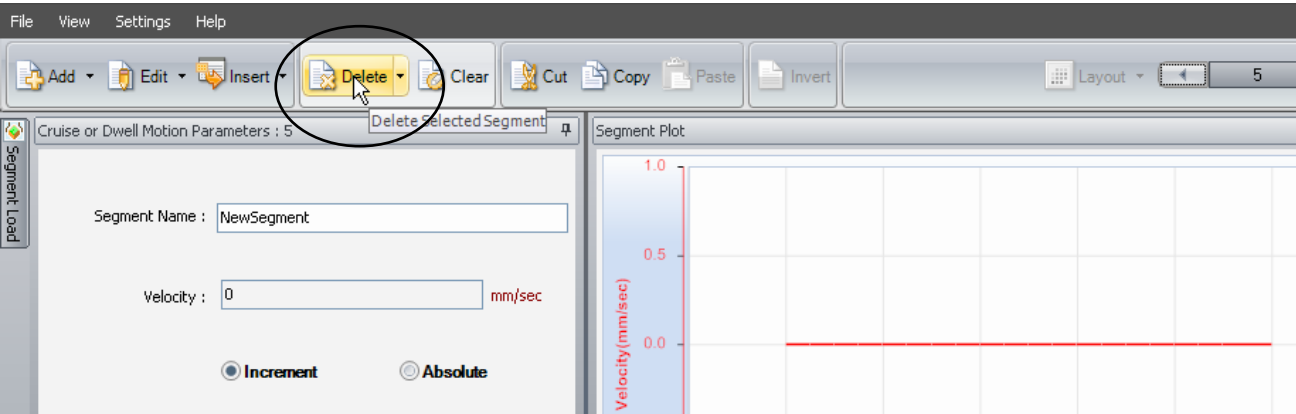 File View Settings Help
Add Edit Insert Delete Clear Cut Copy Paste Invert Layout 5
Delete Selected Segment
Cruise or Dwell Motion Parameters : 5
Segment Plot
Segment Load
Segment Name : NewSegment
Velocity : 0 mm/sec
Increment Absolute
1.0
0.5
0.0
Velocity(mm/sec)